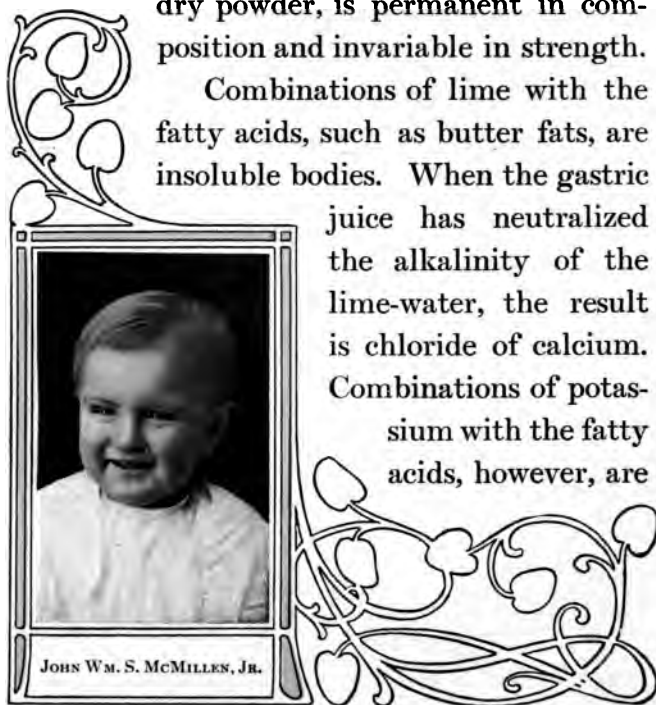 dry powder, is permanent in com-
position and invariable in strength.
Combinations of lime with the
fatty acids, such as butter fats, are
insoluble bodies. When the gastric
juice has neutralized
the alkalinity of the
lime-water, the result
is chloride of calcium.
Combinations of potas-
sium with the fatty
acids, however, are
John Wm. S. McMillen, Jr.